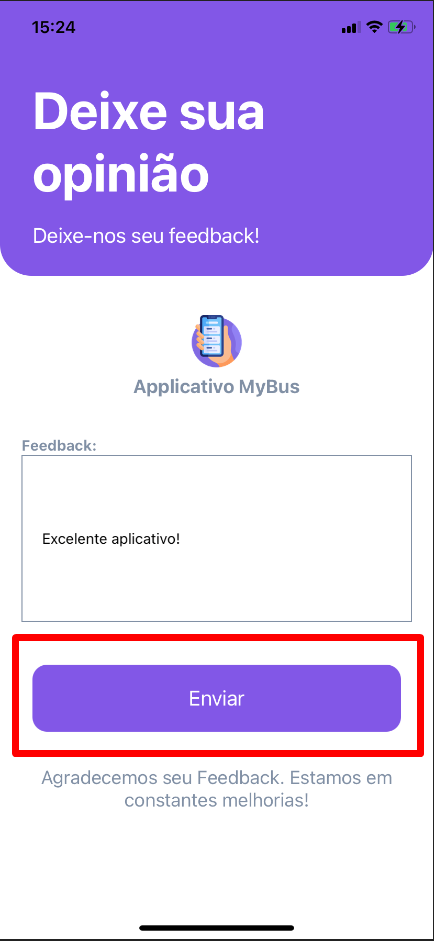 15:24
Deixe sua
opinião
Deixe-nos seu feedback!
Applicativo MyBus
Feedback:
Excelente aplicativo!
Enviar
Agradecemos seu Feedback. Estamos em
constantes melhorias!